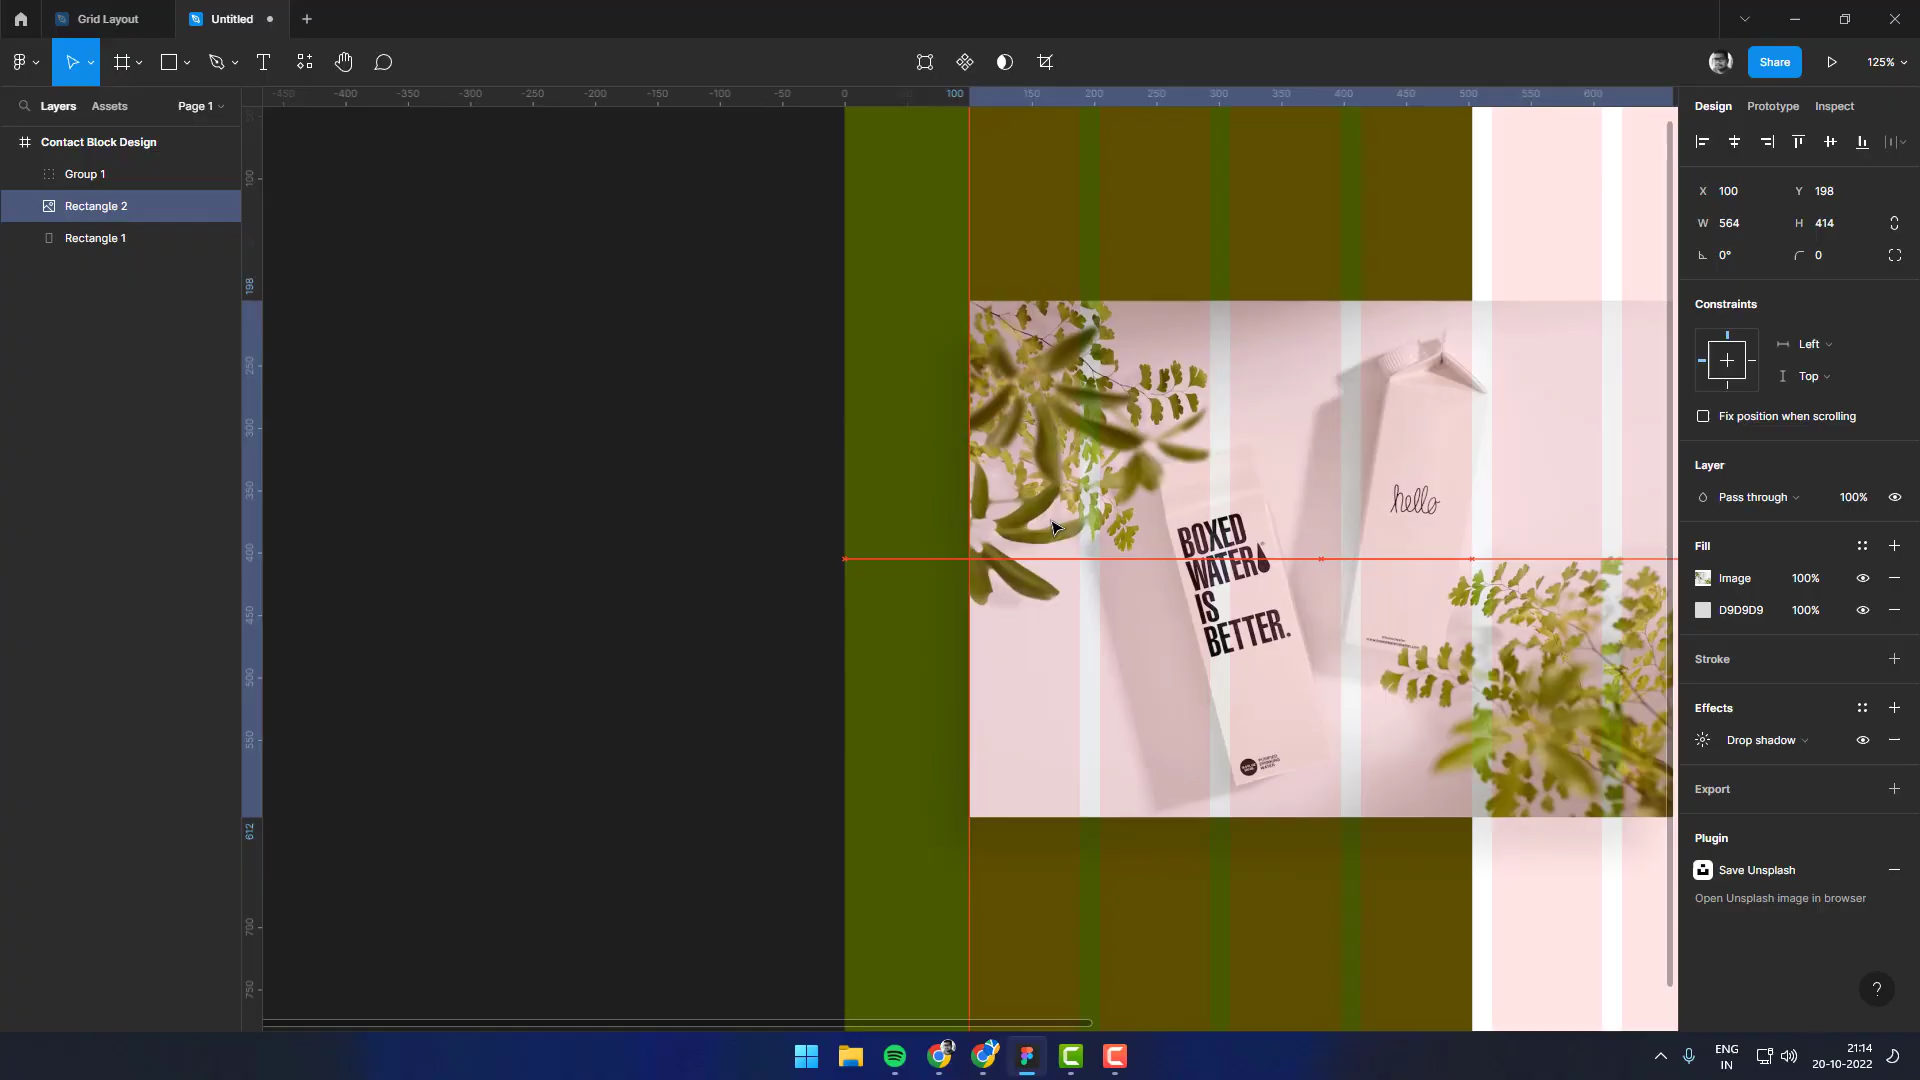 Grid Layout
Untitled
Share
125%
Layers
Assets
Page 1
-450
-400
-350
-300
-250
-200
-150
-100
-50
0
100
150
200
250
300
350
400
450
500
550
600
Design
Prototype
Inspect
Contact Block Design
Group 1
Rectangle 2
Rectangle 1
100
198
250
300
350
400
450
500
550
612
700
750
X 100
Y 198
W 564
H 414
0°
0
Constraints
Left
Top
Fix position when scrolling
Layer
Pass through
100%
Fill
Image
100%
D9D9D9
100%
Stroke
Effects
Drop shadow
Export
Plugin
Save Unsplash
Open Unsplash image in browser
?
hello
BOXED
WATER
IS
BETTER.
ENG
IN
21:14
20-10-2022